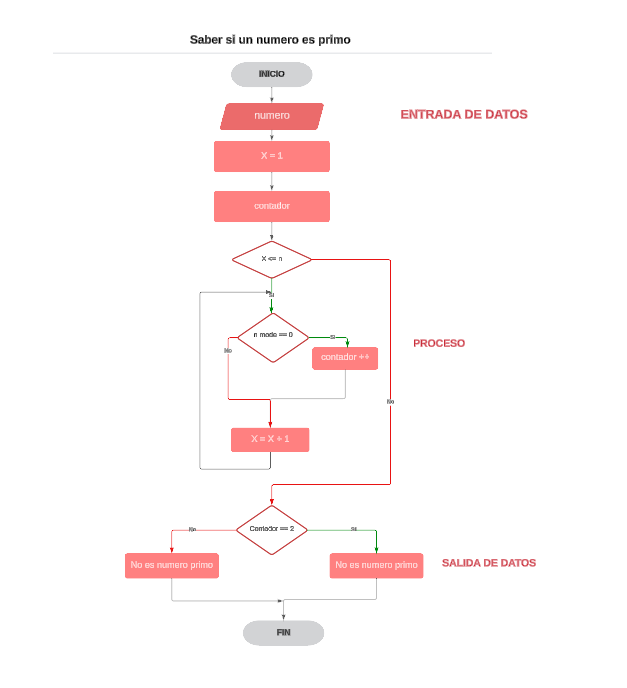 Saber si un numero es primo
INICIO
numero
ENTRADA DE DATOS
X = 1
contador
X <= n
Si
n mode == 0
Si
No
contador ++
PROCESO
No
X = X + 1
Contador == 2
No
Si
No es numero primo
No es numero primo
SALIDA DE DATOS
FIN